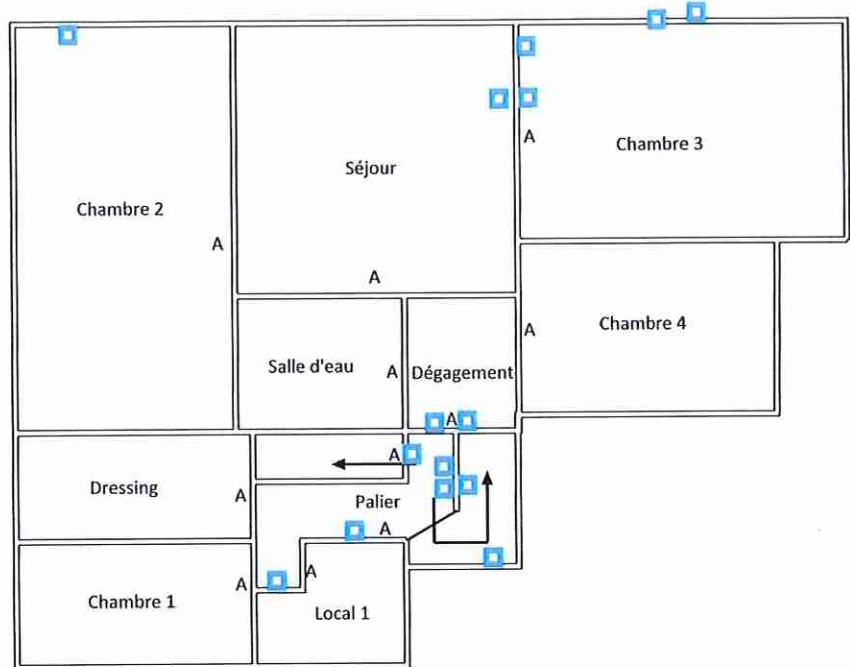 Chambre 2
A
Séjour
A
A
Chambre 3
Salle d'eau
A
Dégagement
A
Chambre 4
A
Dressing
A
A
Palier
A
Chambre 1
A
A
Local 1